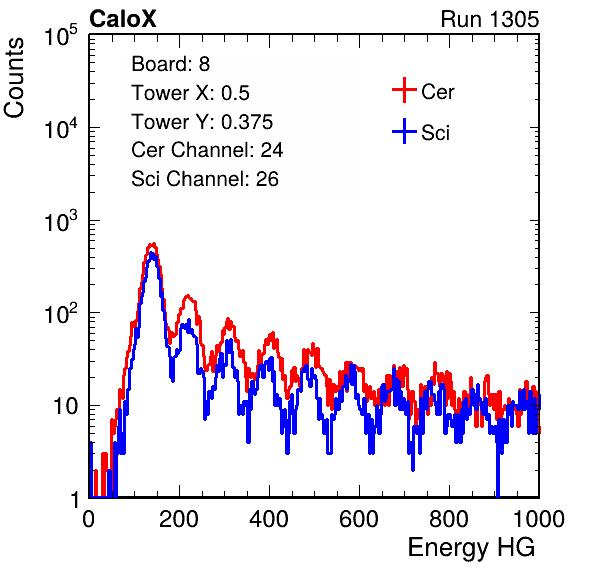 CaloX Run 1305
Counts
10^5
10^4
10^3
10^2
10
1
Board: 8
Tower X: 0.5
Tower Y: 0.375
Cer Channel: 24
Sci Channel: 26
Cer
Sci
0 200 400 600 800 1000
Energy HG